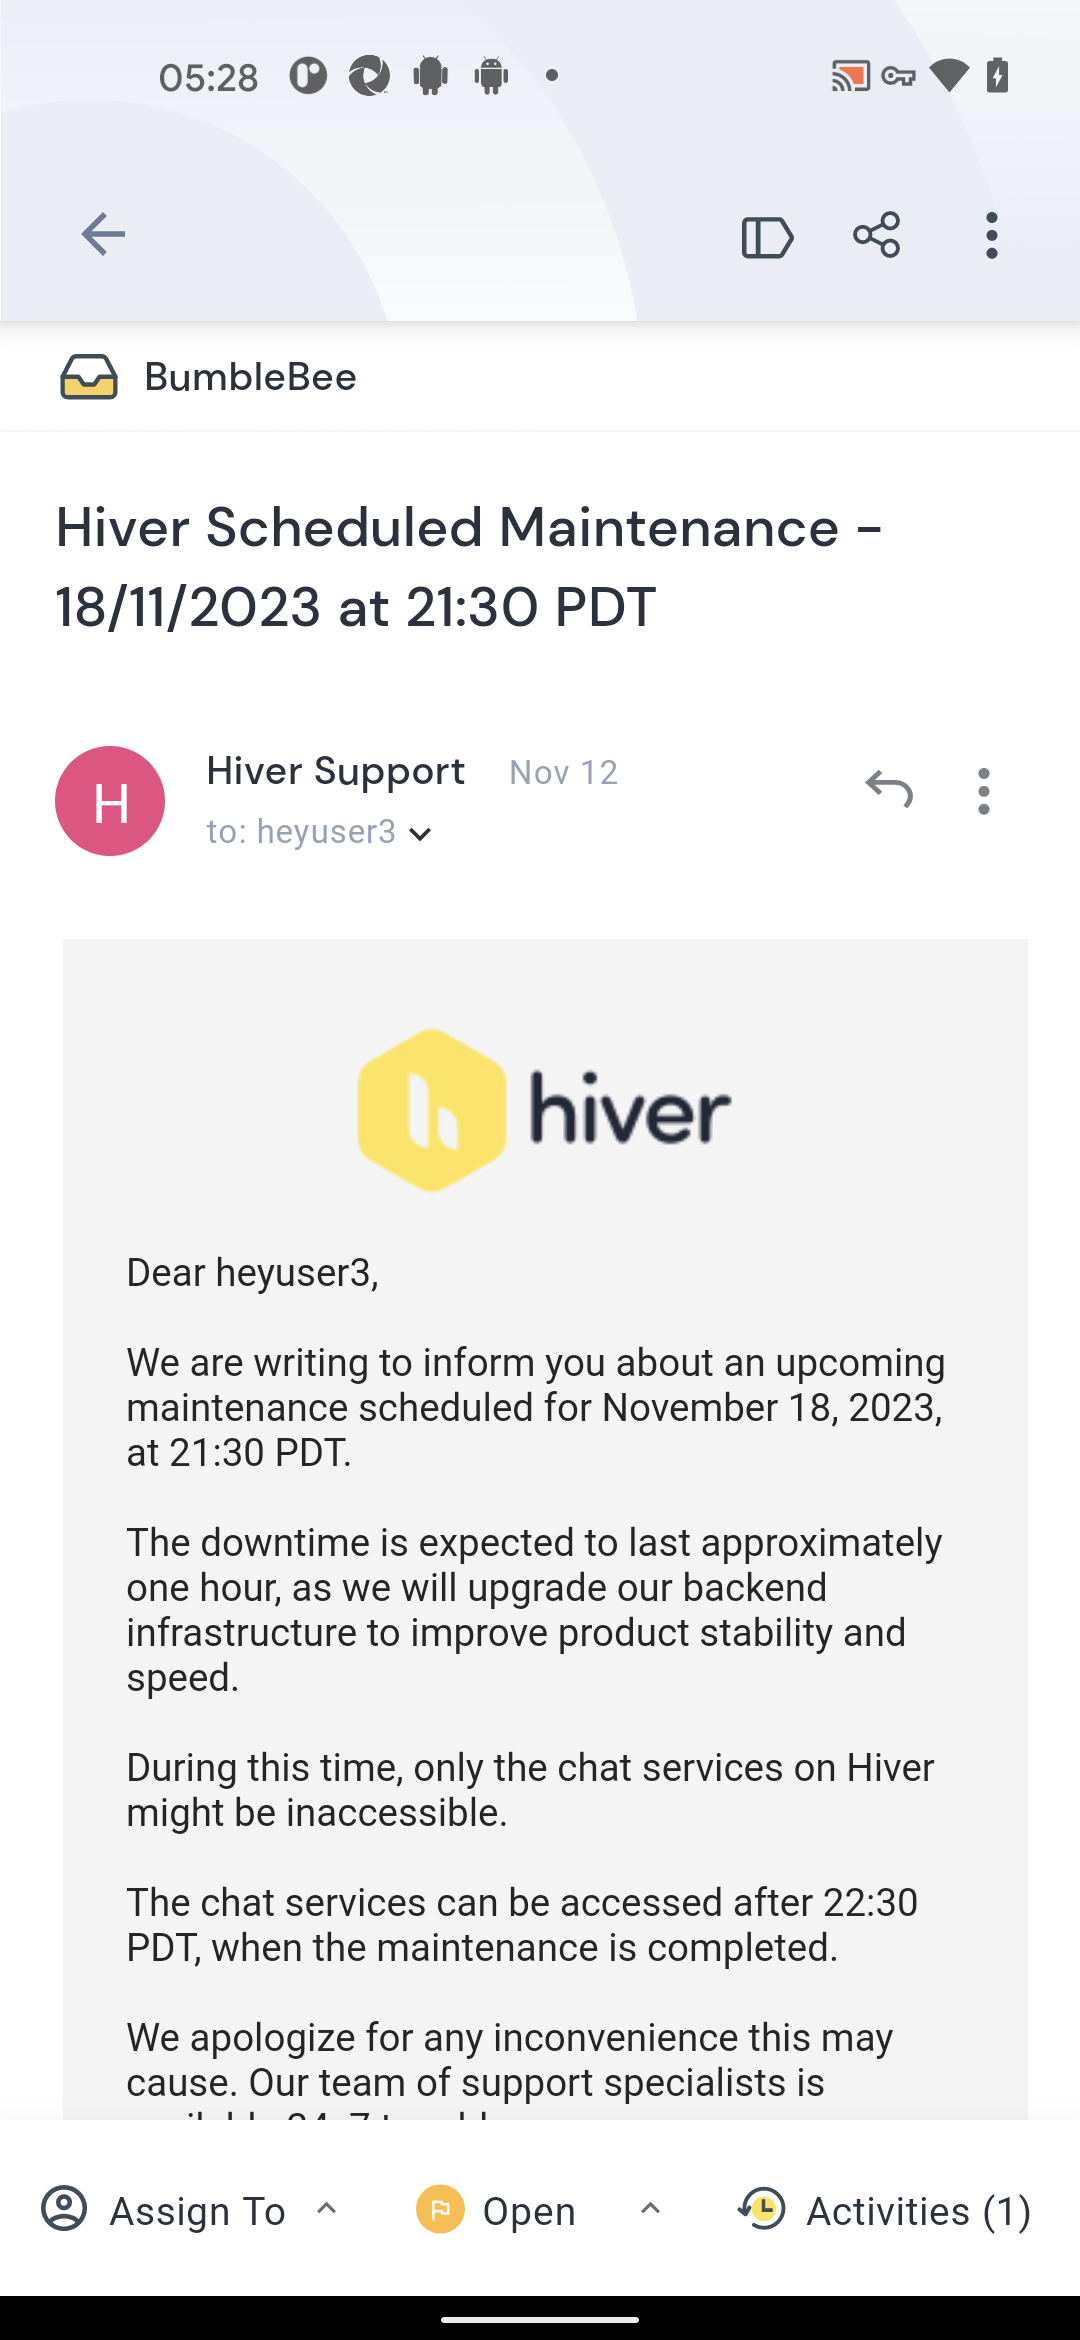 05:28
BumbleBee
Hiver Scheduled Maintenance -
18/11/2023 at 21:30 PDT
H
Hiver Support Nov 12
to: heyuser3
hiver
Dear heyuser3,
We are writing to inform you about an upcoming
maintenance scheduled for November 18, 2023,
at 21:30 PDT.
The downtime is expected to last approximately
one hour, as we will upgrade our backend
infrastructure to improve product stability and
speed.
During this time, only the chat services on Hiver
might be inaccessible.
The chat services can be accessed after 22:30
PDT, when the maintenance is completed.
We apologize for any inconvenience this may
cause. Our team of support specialists is
Assign To Open Activities (1)